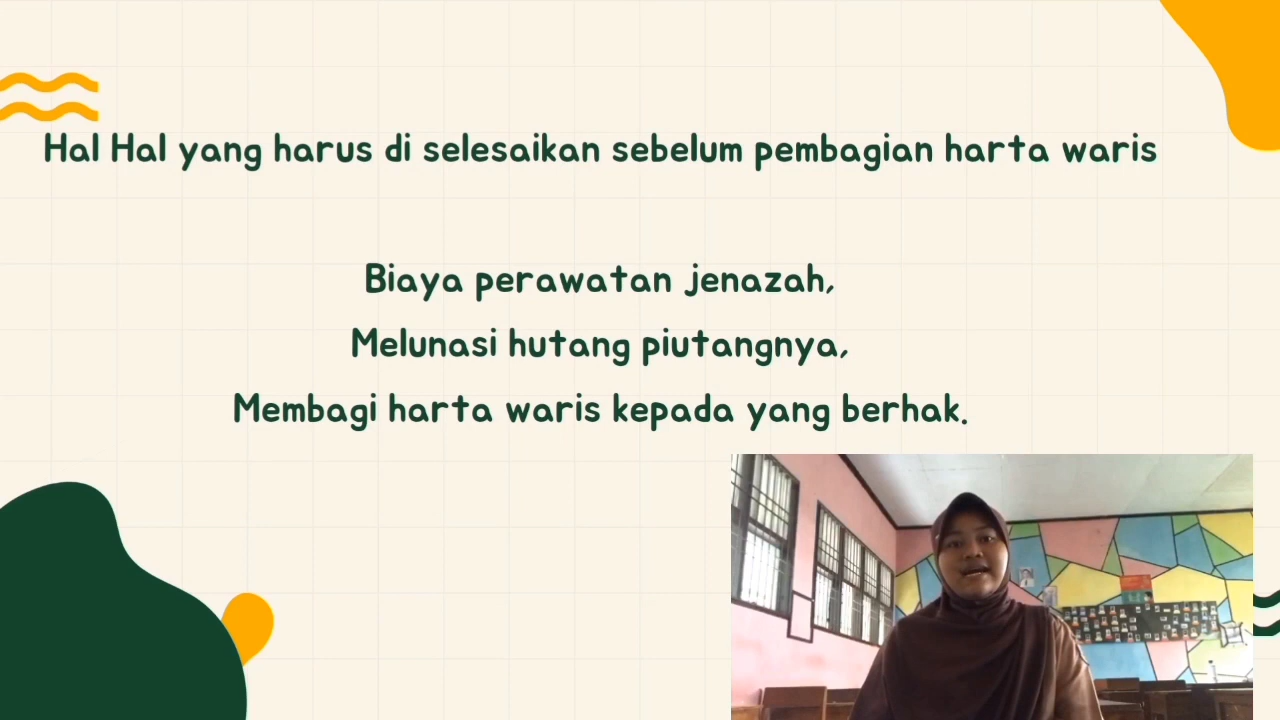 Hal Hal yang harus di selesaikan sebelum pembagian harta waris
Biaya perawatan jenazah,
Melunasi hutang piutangnya,
Membagi harta waris kepada yang berhak.